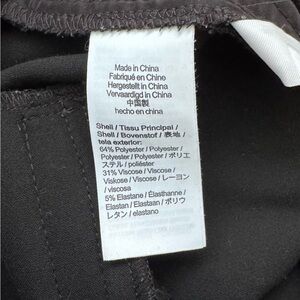 Made in China
Fabriqué en Chine
Hergestellt in China
Vervaardigd in China
中国製
hecho en china
Shell / Tissu Principal /
Shell / Bovenstof / 表地 /
tela exterior:
64% Polyester / Polyester /
Polyester / Polyester / ポリエ
ステル / poliéster
31% Viscose / Viscose /
Viskose / Viscose / レーヨン
/ viscosa
5% Elastane / Élasthanne /
Elastan / Elastaan / ポリウ
レタン / elastano